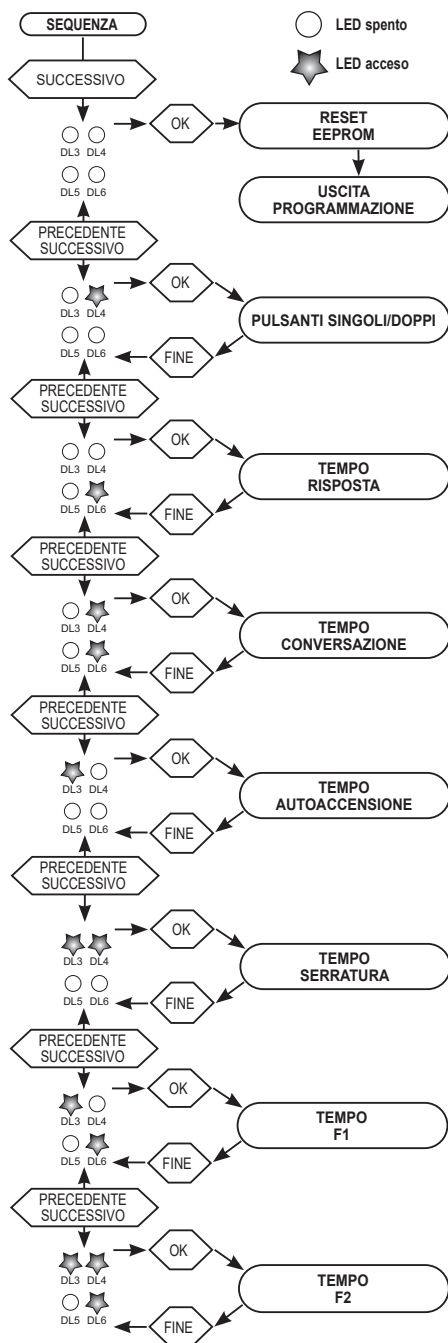 SEQUENZA
LED spento
LED acceso
SUCCESSIVO
DL3 DL4
DL5 DL6
OK
RESET
EEPROM
USCITA
PROGRAMMAZIONE
PRECEDENTE
SUCCESSIVO
DL3 DL4
DL5 DL6
OK
PULSANTI SINGOLI/DOPPI
FINE
PRECEDENTE
SUCCESSIVO
DL3 DL4
DL5 DL6
OK
TEMPO
RISPOSTA
FINE
PRECEDENTE
SUCCESSIVO
DL3 DL4
DL5 DL6
OK
TEMPO
CONVERSAZIONE
FINE
PRECEDENTE
SUCCESSIVO
DL3 DL4
DL5 DL6
OK
TEMPO
AUTOACCENSIONE
FINE
PRECEDENTE
SUCCESSIVO
DL3 DL4
DL5 DL6
OK
TEMPO
SERRATURA
FINE
PRECEDENTE
SUCCESSIVO
DL3 DL4
DL5 DL6
OK
TEMPO
F1
FINE
PRECEDENTE
SUCCESSIVO
DL3 DL4
DL5 DL6
OK
TEMPO
F2
FINE